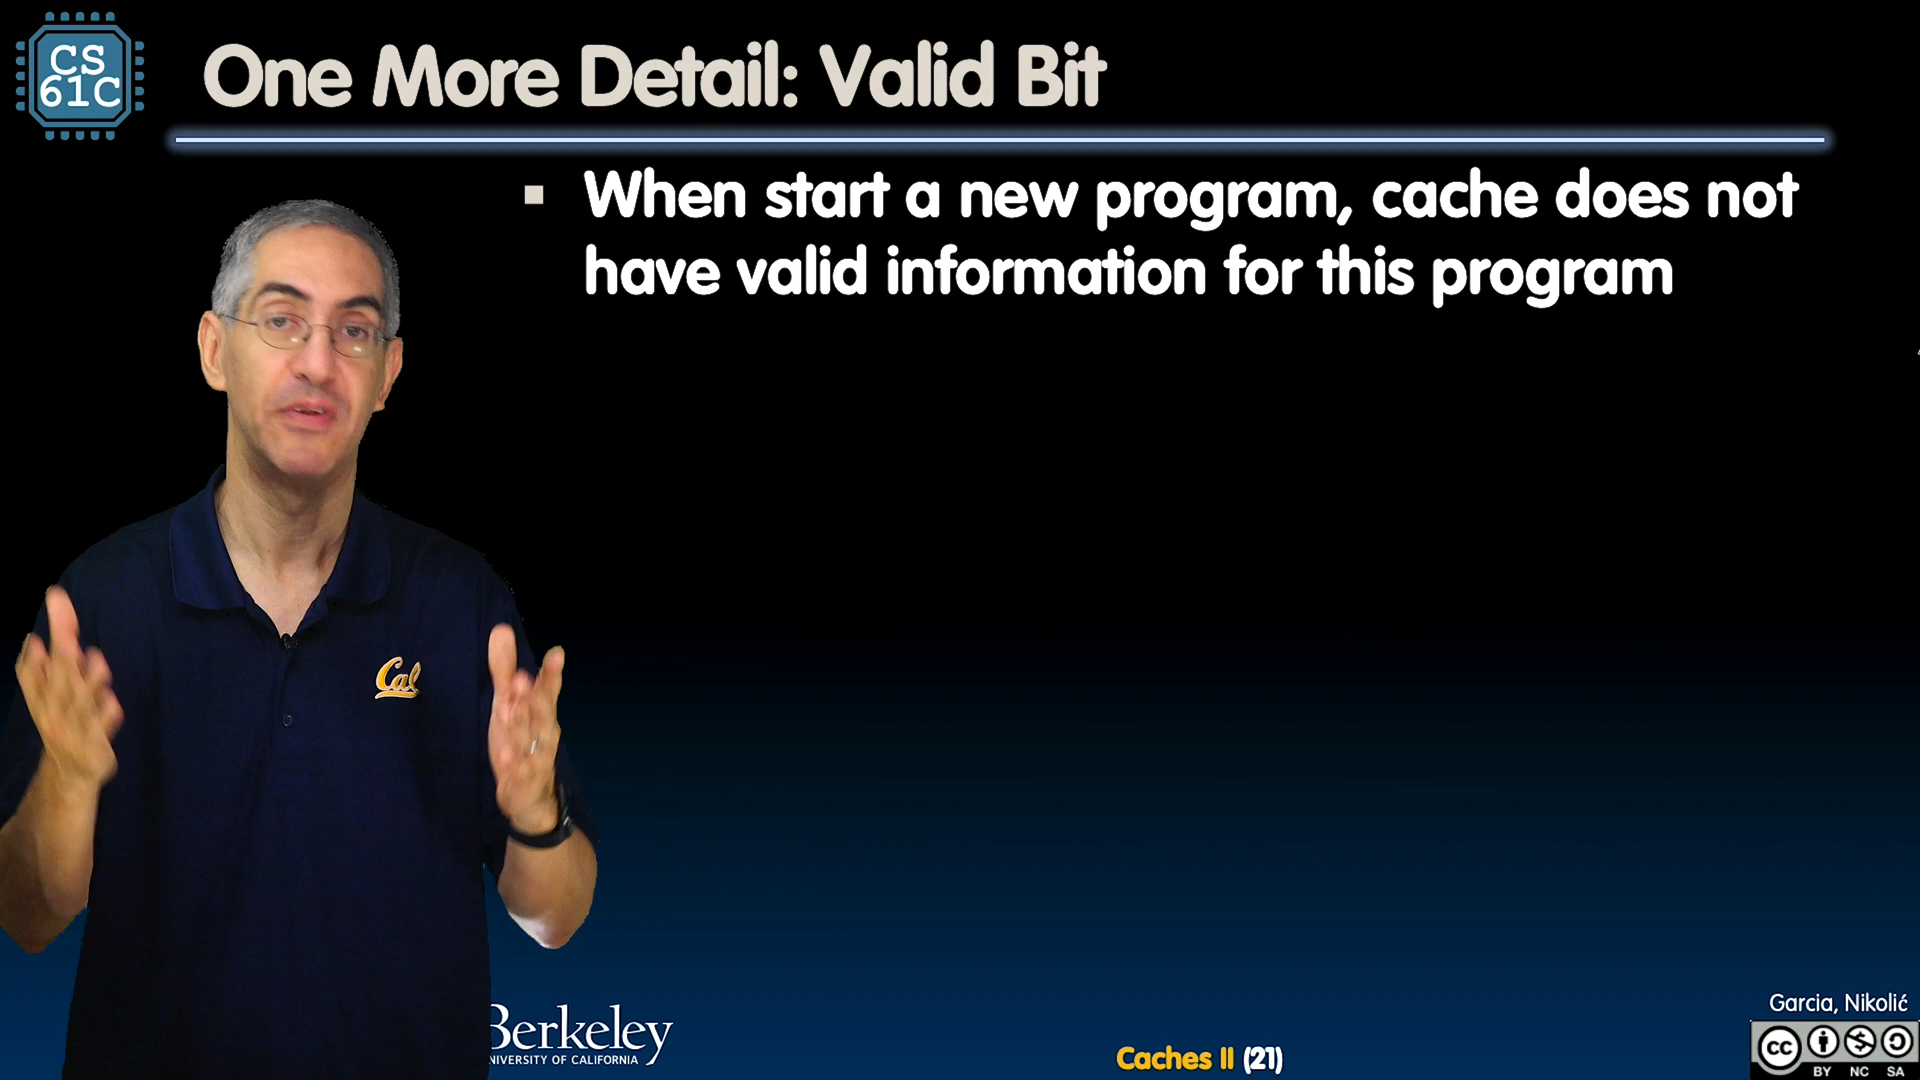 CS
61C
One More Detail: Valid Bit
When start a new program, cache does not
have valid information for this program
Cal
Berkeley
NIVERSITY OF CALIFORNIA
Caches II (21)
Garcia, Nikolić
cc
BY NC SA